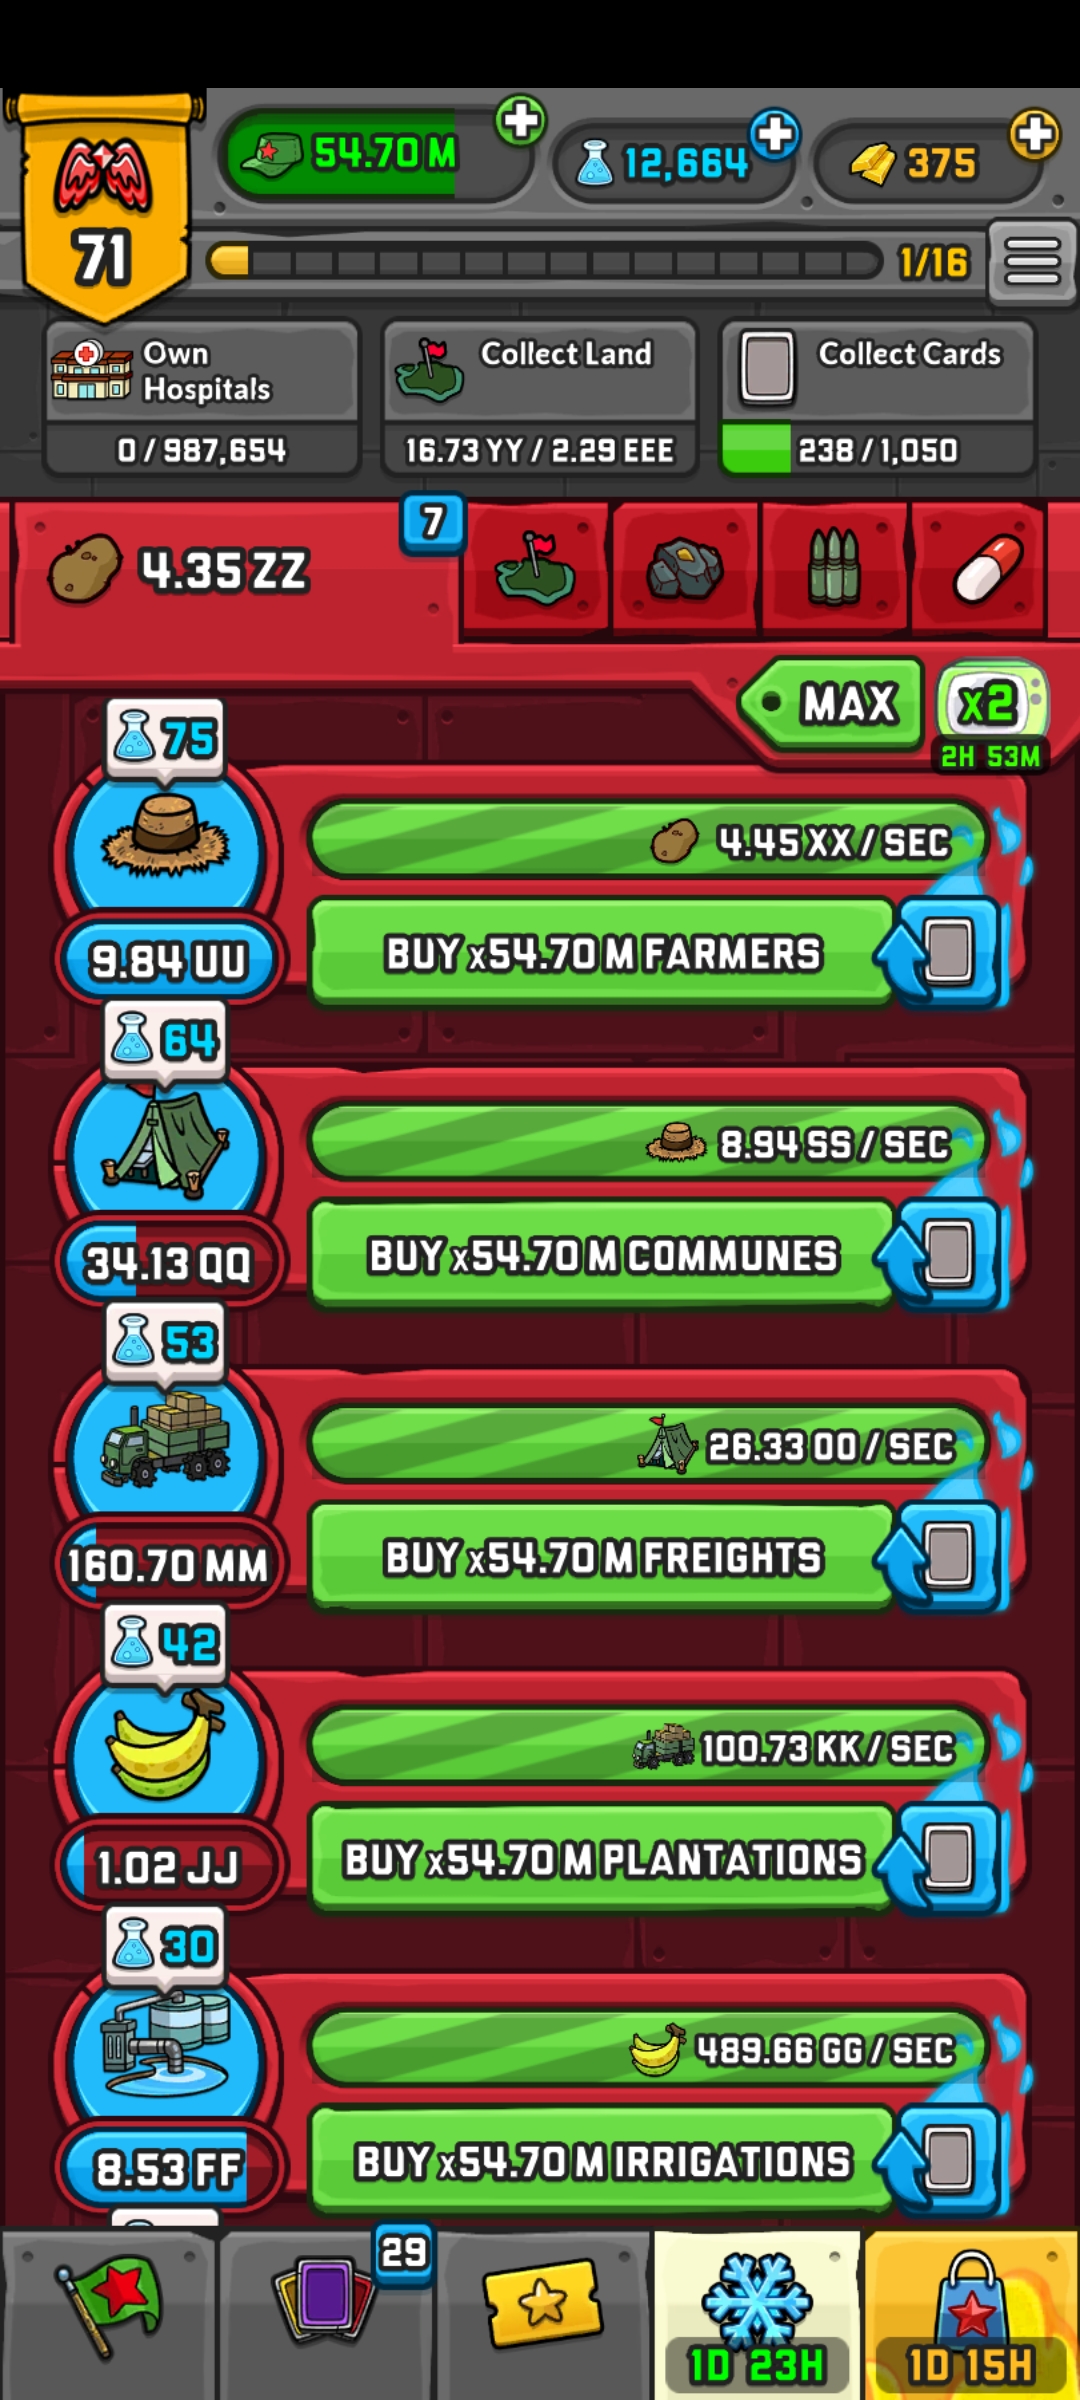 71
54.70 M
12,664
375
1/16
Own
Hospitals
0 / 987,654
Collect Land
16.73 YY / 2.29 EEE
Collect Cards
238 / 1,050
4.35 ZZ
7
MAX
x2
2H 53M
75
4.45 XX / SEC
BUY x54.70 M FARMERS
9.84 UU
64
8.94 SS / SEC
BUY x54.70 M COMMUNES
34.13 QQ
53
26.33 OO / SEC
BUY x54.70 M FREIGHTS
160.70 MM
42
100.73 KK / SEC
BUY x54.70 M PLANTATIONS
1.02 JJ
30
489.66 GG / SEC
BUY x54.70 M IRRIGATIONS
8.53 FF
29
1D 23H
1D 15H